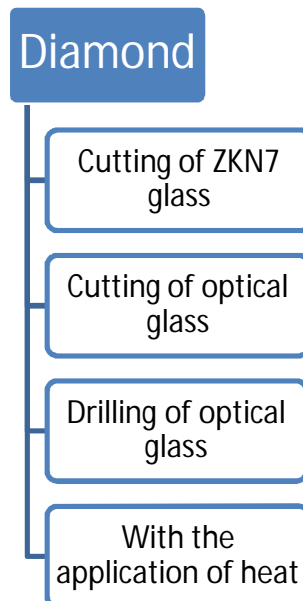 Diamond
Cutting of ZKN7
glass
Cutting of optical
glass
Drilling of optical
glass
With the
application of heat